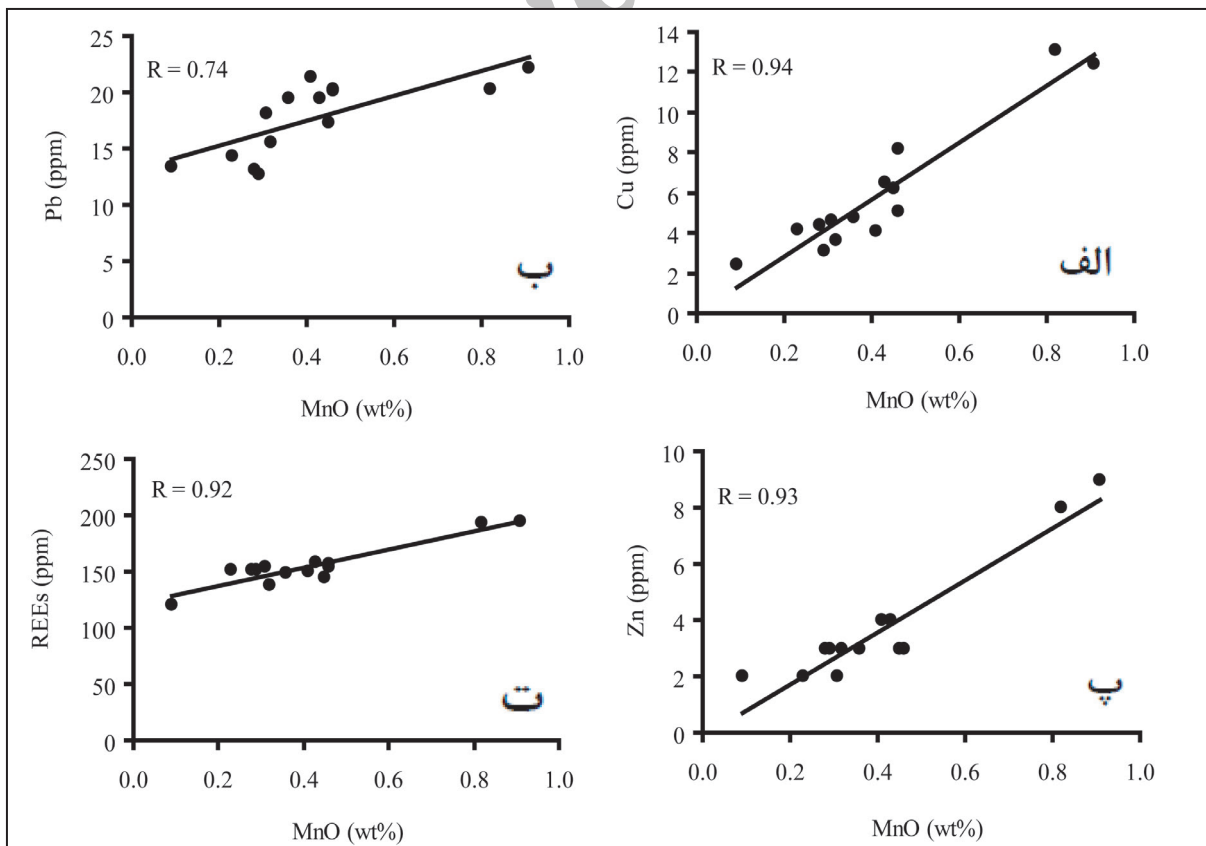 R = 0.74
Pb (ppm)
25
20
15
10
5
0
0.0 0.2 0.4 0.6 0.8 1.0
MnO (wt%)
ب
R = 0.94
Cu (ppm)
14
12
10
8
6
4
2
0
0.0 0.2 0.4 0.6 0.8 1.0
MnO (wt%)
الف
R = 0.92
REEs (ppm)
250
200
150
100
50
0
0.0 0.2 0.4 0.6 0.8 1.0
MnO (wt%)
ت
R = 0.93
Zn (ppm)
10
8
6
4
2
0
0.0 0.2 0.4 0.6 0.8 1.0
MnO (wt%)
پ